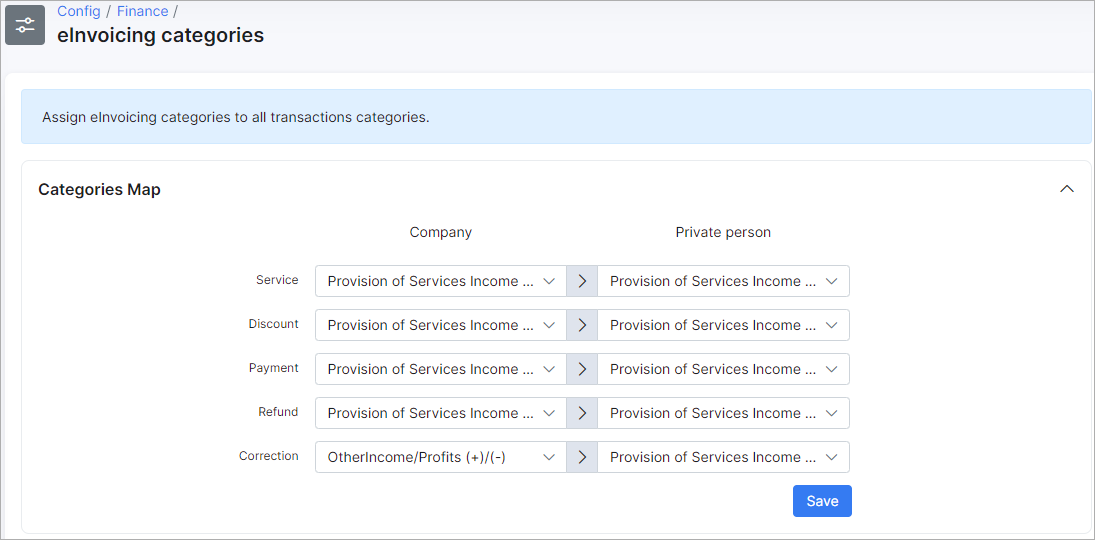 Config / Finance /
eInvoicing categories
Assign eInvoicing categories to all transactions categories.
Categories Map
Company Private person
Service Provision of Services Income ... Provision of Services Income ...
Discount Provision of Services Income ... Provision of Services Income ...
Payment Provision of Services Income ... Provision of Services Income ...
Refund Provision of Services Income ... Provision of Services Income ...
Correction OtherIncome/Profits (+)/(-) Provision of Services Income ...
Save